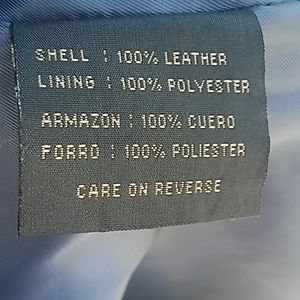 SHELL : 100% LEATHER
LINING : 100% POLYESTER
ARMAZON : 100% CUERO
FORRO : 100% POLIESTER
CARE ON REVERSE